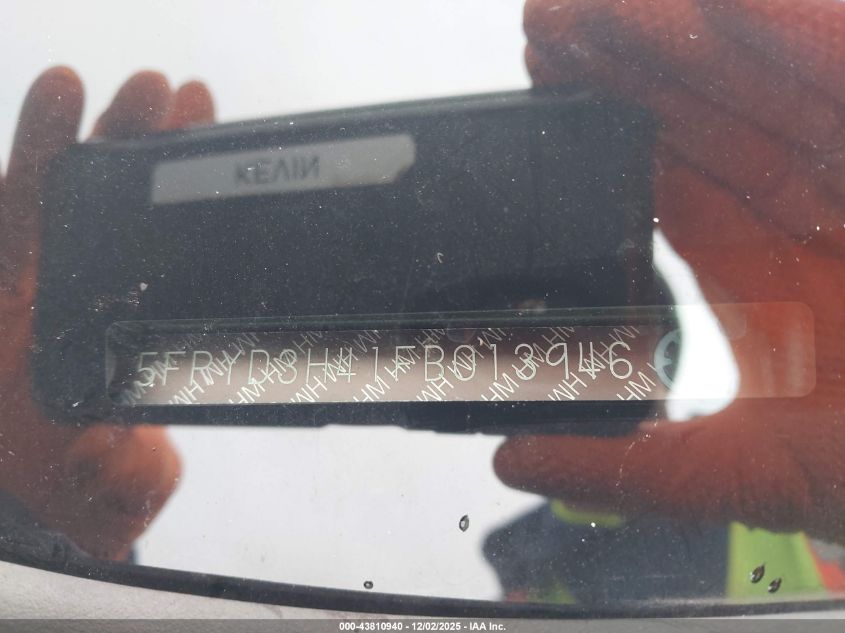 KEVIN
5FRYD3H41FB013946
000-43810940 - 12/02/2025 - IAA Inc.